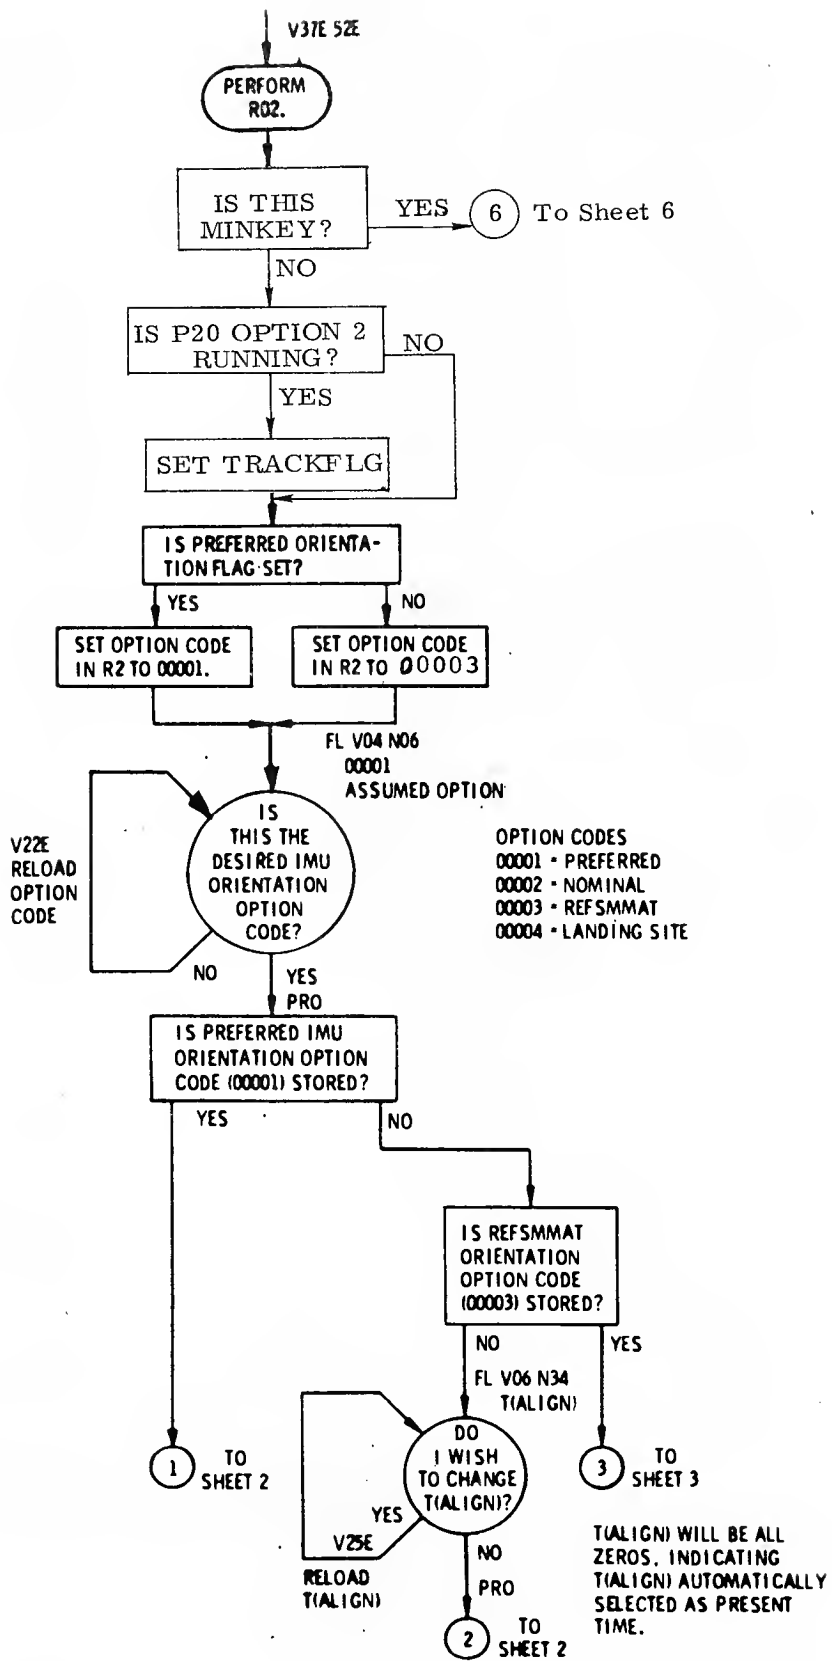 V37E 52E
PERFORM
R02.
IS THIS
MINKEY?
YES
6 To Sheet 6
NO
IS P20 OPTION 2
RUNNING?
NO
YES
SET TRACKFLG
IS PREFERRED ORIENTA-
TION FLAG SET?
YES
NO
SET OPTION CODE
IN R2 TO 00001.
SET OPTION CODE
IN R2 TO 00003
FL V04 N06
00001
ASSUMED OPTION
IS
THIS THE
DESIRED IMU
ORIENTATION
OPTION
CODE?
V22E
RELOAD
OPTION
CODE
OPTION CODES
00001 - PREFERRED
00002 - NOMINAL
00003 - REFSMMAT
00004 - LANDING SITE
NO
YES
PRO
IS PREFERRED IMU
ORIENTATION OPTION
CODE (00001) STORED?
YES
NO
IS REFSMMAT
ORIENTATION
OPTION CODE
(00003) STORED?
NO
YES
FL V06 N34
T(ALIGN)
DO
I WISH
TO CHANGE
T(ALIGN)?
1
TO
SHEET 2
3
TO
SHEET 3
YES
V25E
RELOAD
T(ALIGN)
NO
PRO
T(ALIGN) WILL BE ALL
ZEROS, INDICATING
T(ALIGN) AUTOMATICALLY
SELECTED AS PRESENT
TIME.
2
TO
SHEET 2